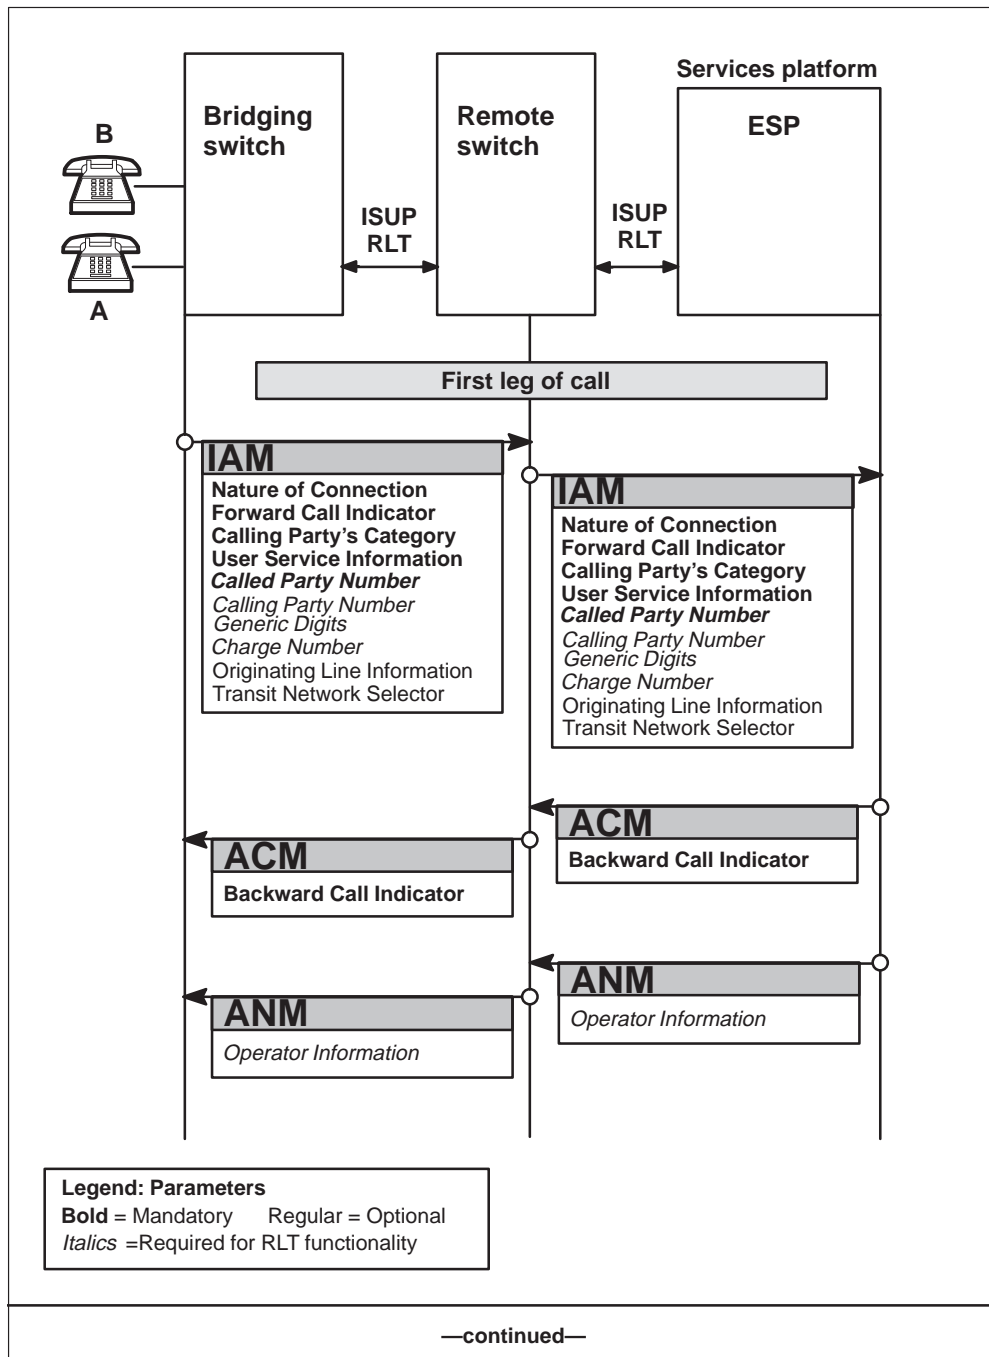 Services platform
Bridging
switch
Remote
switch
ESP
B
A
ISUP
RLT
ISUP
RLT
First leg of call
IAM
Nature of Connection
Forward Call Indicator
Calling Party's Category
User Service Information
Called Party Number
Calling Party Number
Generic Digits
Charge Number
Originating Line Information
Transit Network Selector
IAM
Nature of Connection
Forward Call Indicator
Calling Party's Category
User Service Information
Called Party Number
Calling Party Number
Generic Digits
Charge Number
Originating Line Information
Transit Network Selector
ACM
Backward Call Indicator
ACM
Backward Call Indicator
ANM
Operator Information
ANM
Operator Information
Legend: Parameters
Bold = Mandatory Regular = Optional
Italics =Required for RLT functionality
—continued—